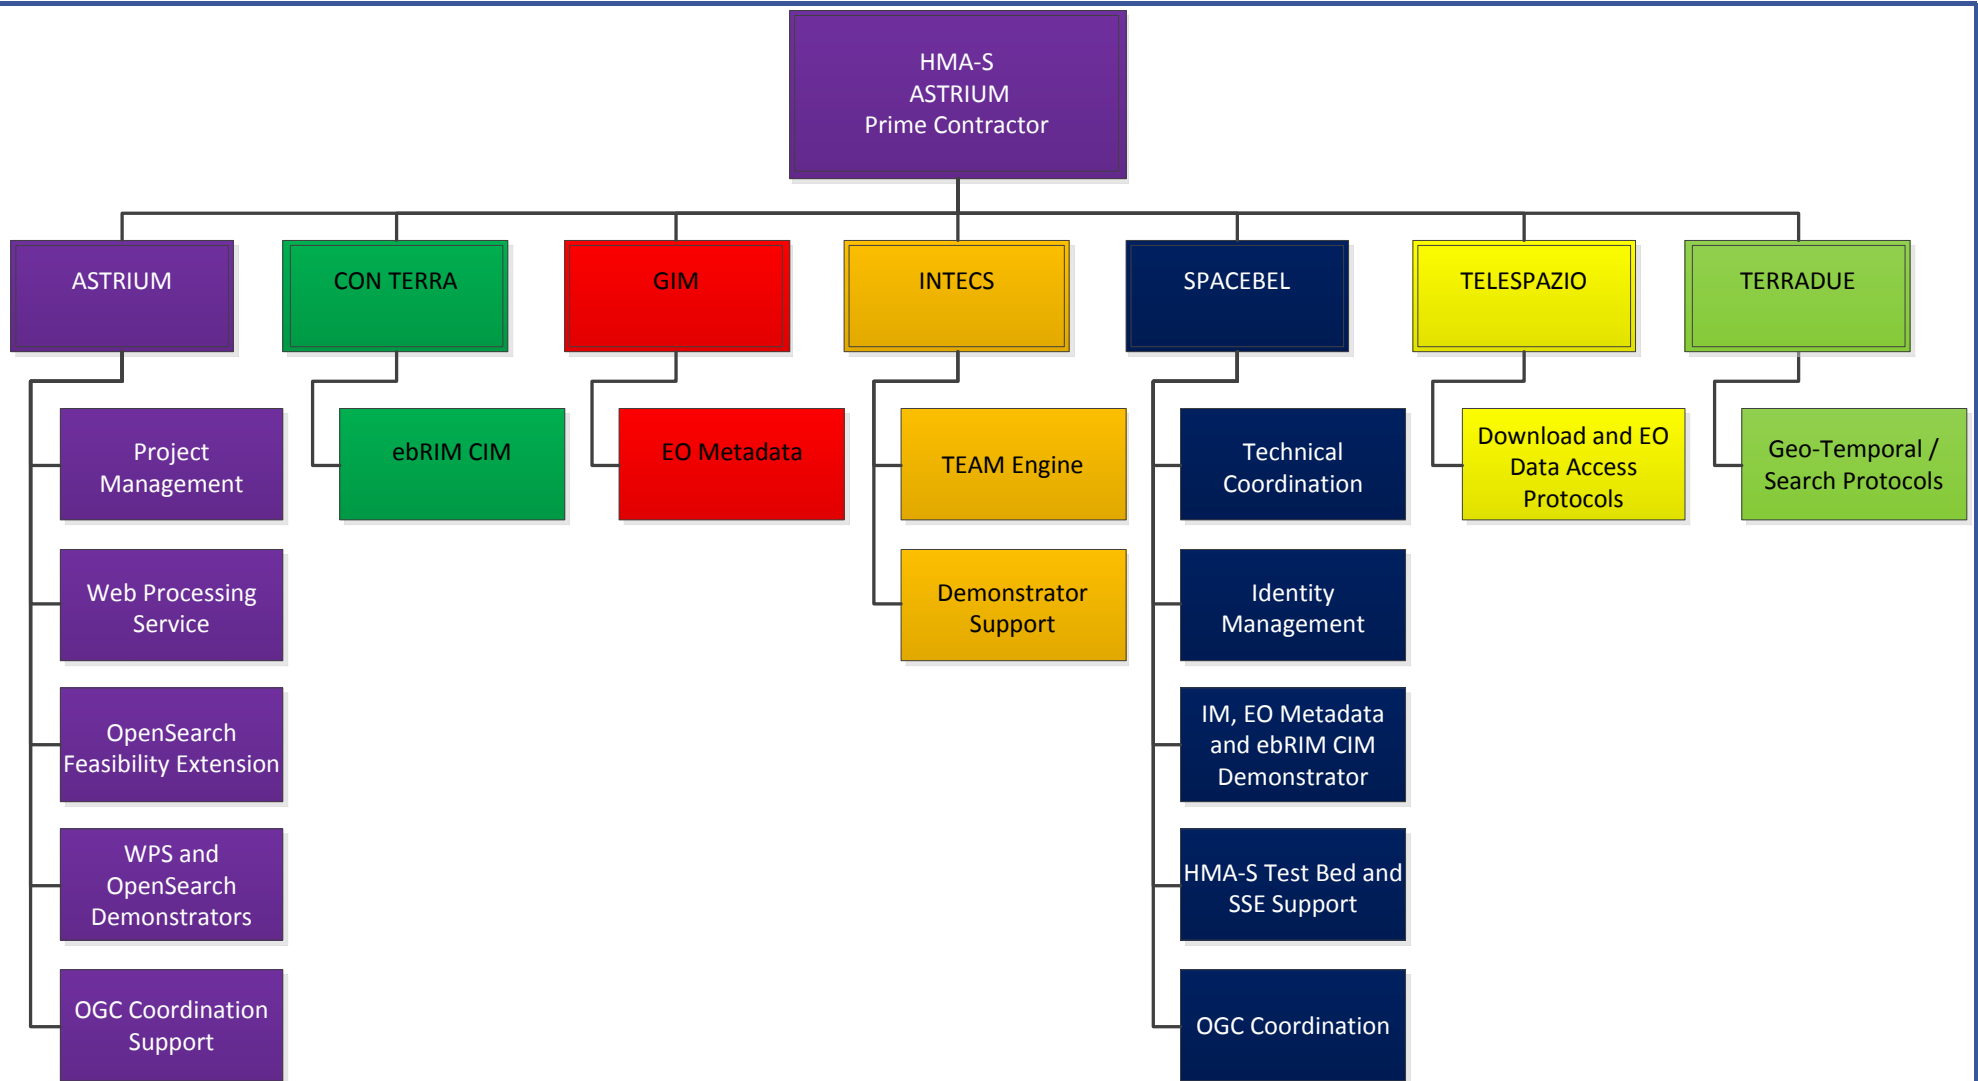 HMA-S
ASTRIUM
Prime Contractor
ASTRIUM
CON TERRA
GIM
INTECS
SPACEBEL
TELESPAZIO
TERRADUE
Project
Management
Web Processing
Service
OpenSearch
Feasibility Extension
WPS and
OpenSearch
Demonstrators
OGC Coordination
Support
ebRIM CIM
EO Metadata
TEAM Engine
Demonstrator
Support
Technical
Coordination
Identity
Management
IM, EO Metadata
and ebRIM CIM
Demonstrator
HMA-S Test Bed and
SSE Support
OGC Coordination
Download and EO
Data Access
Protocols
Geo-Temporal /
Search Protocols